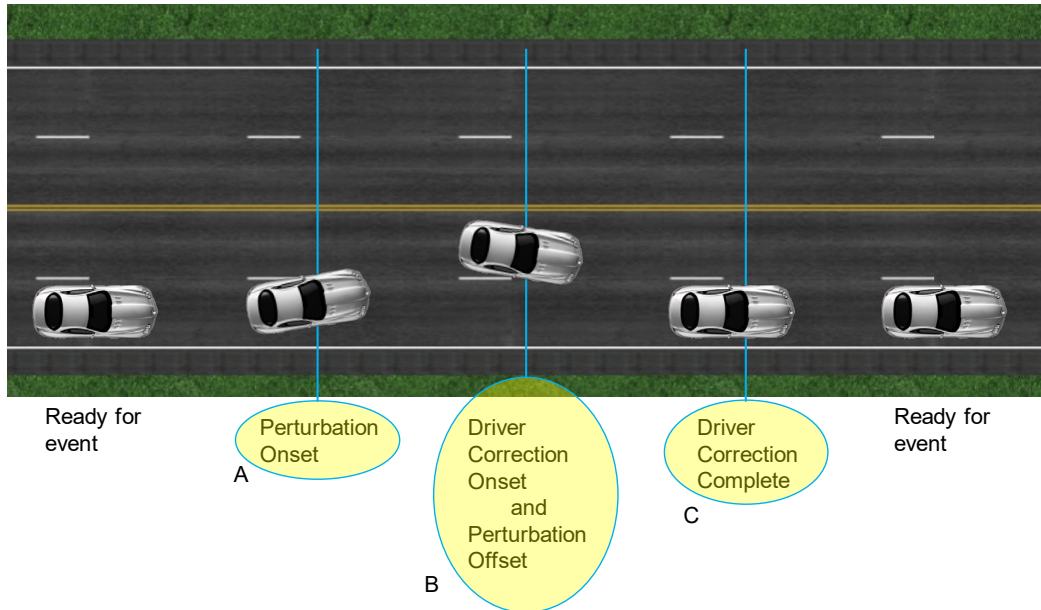 Ready for
event
Perturbation
Onset
A
Driver
Correction
Onset
and
Perturbation
Offset
B
Driver
Correction
Complete
C
Ready for
event